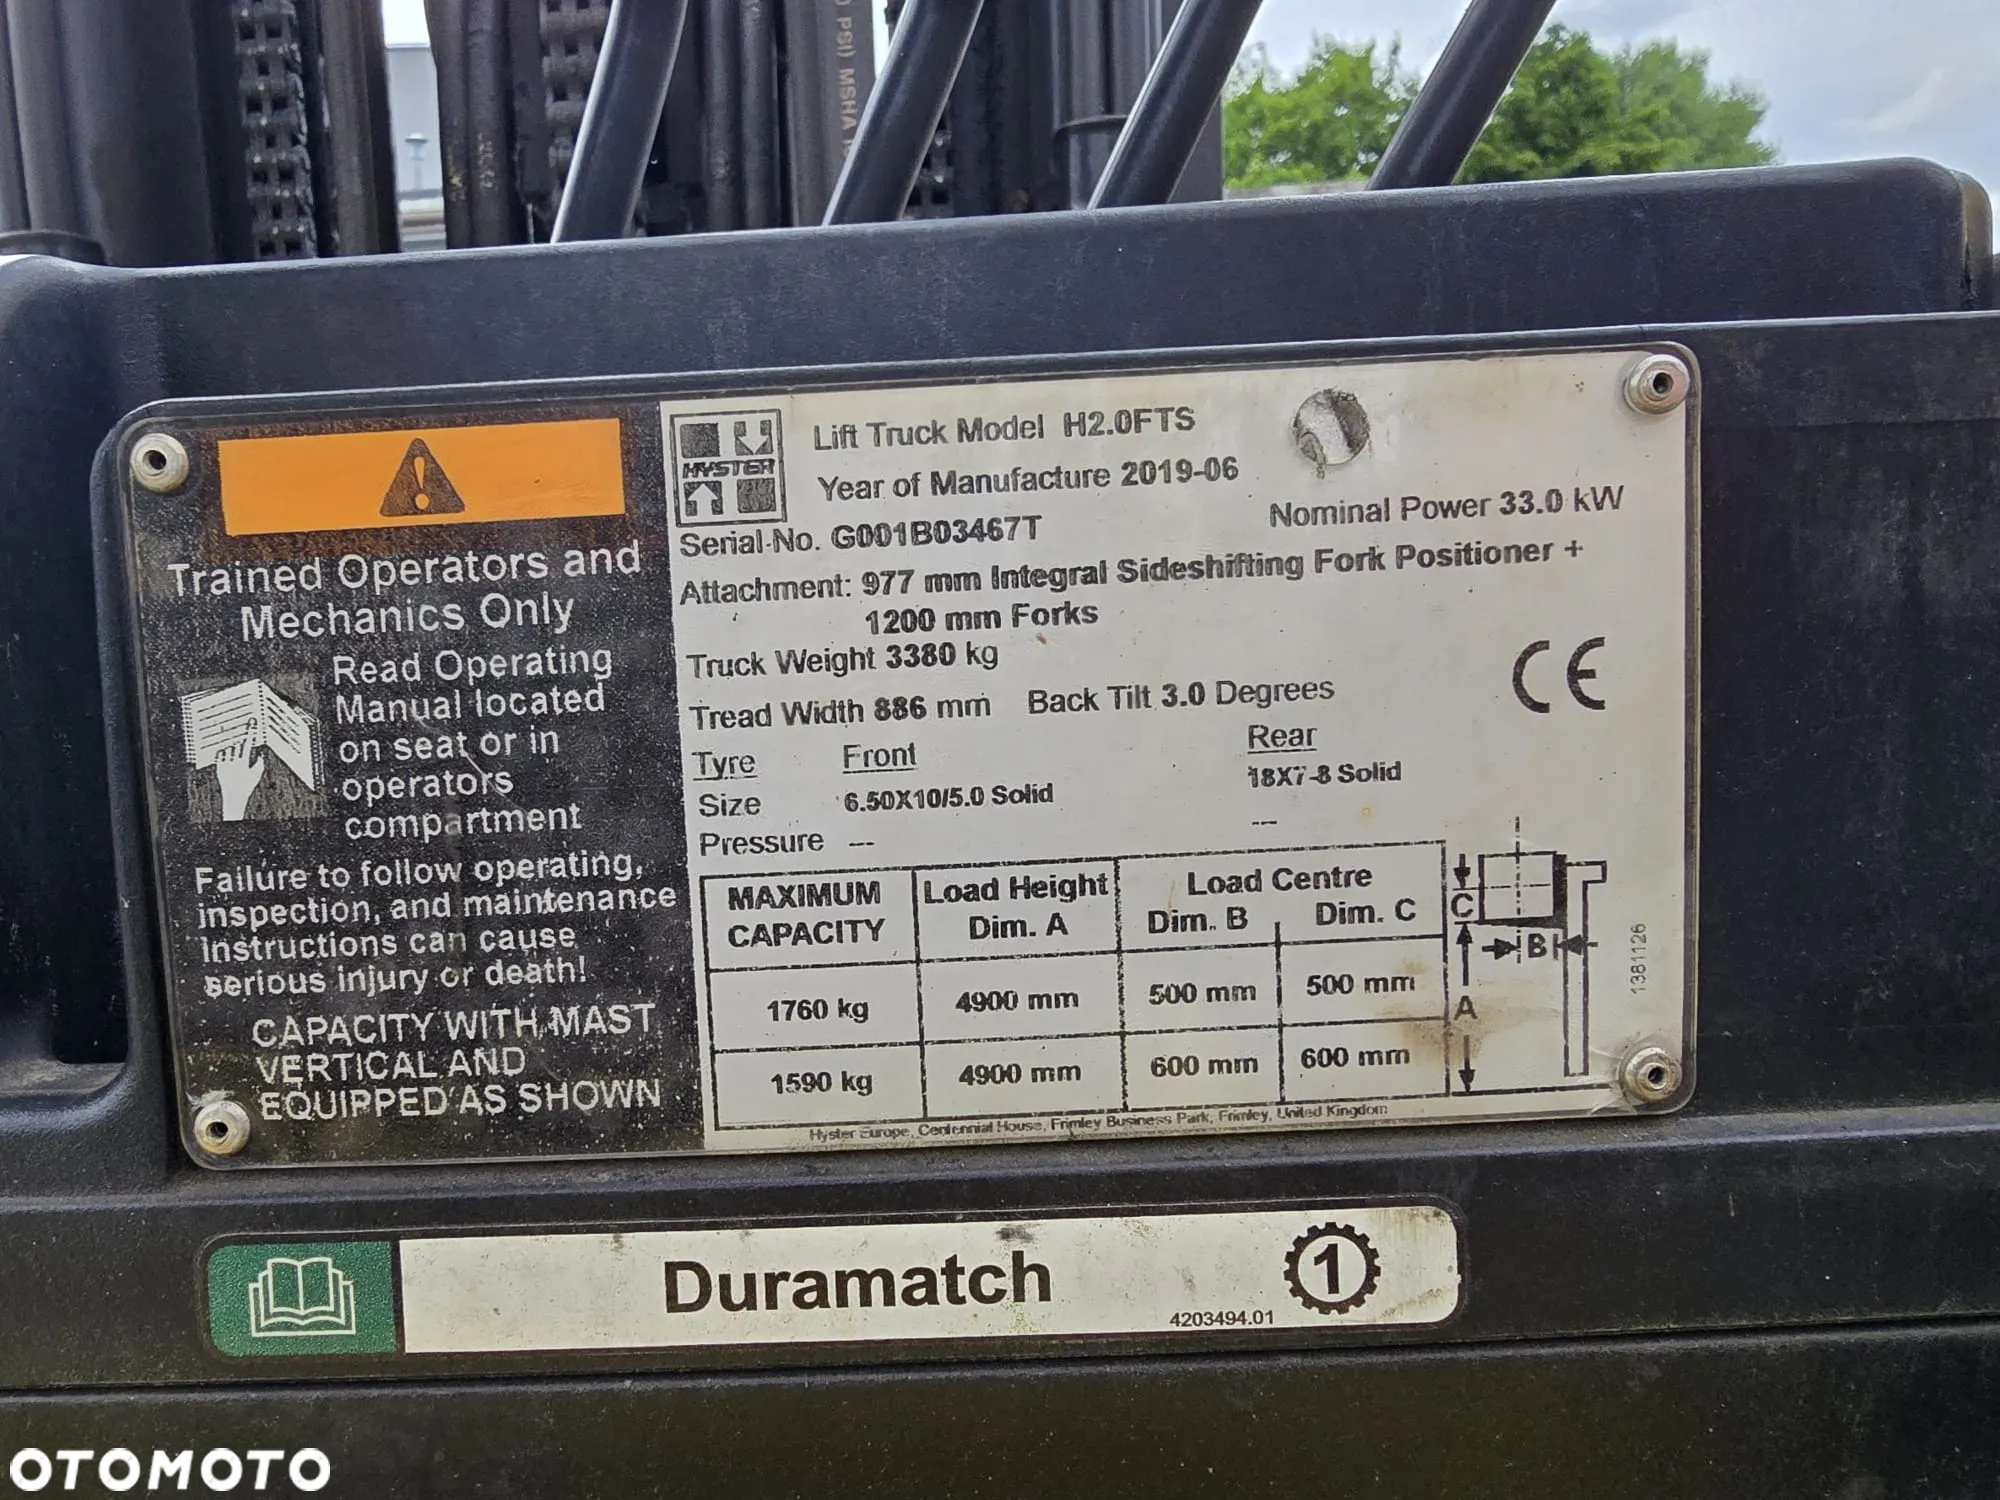 0 PSI) MSHA
Trained Operators and
Mechanics Only
Read Operating
Manual located
on seat or in
operators
compartment
Failure to follow operating,
inspection, and maintenance
instructions can cause
serious injury or death!
CAPACITY WITH MAST
VERTICAL AND
EQUIPPED AS SHOWN
HYSTER
Lift Truck Model H2.0FTS
Year of Manufacture 2019-06
Nominal Power 33.0 kW
Serial No. G001B03467T
Attachment: 977 mm Integral Sideshifting Fork Positioner +
1200 mm Forks
Truck Weight 3380 kg
CE
Tread Width 886 mm Back Tilt 3.0 Degrees
Tyre Front Rear
Size 6.50X10/5.0 Solid 18X7-8 Solid
Pressure --- ---
MAXIMUM CAPACITY Load Height Dim. A Load Centre Dim. B Dim. C
1760 kg 4900 mm 500 mm 500 mm
1590 kg 4900 mm 600 mm 600 mm
C
B
A
1381126
Hyster Europe, Centennial House, Frimley Business Park, Frimley, United Kingdom
Duramatch
4203494.01
1
OTOMOTO